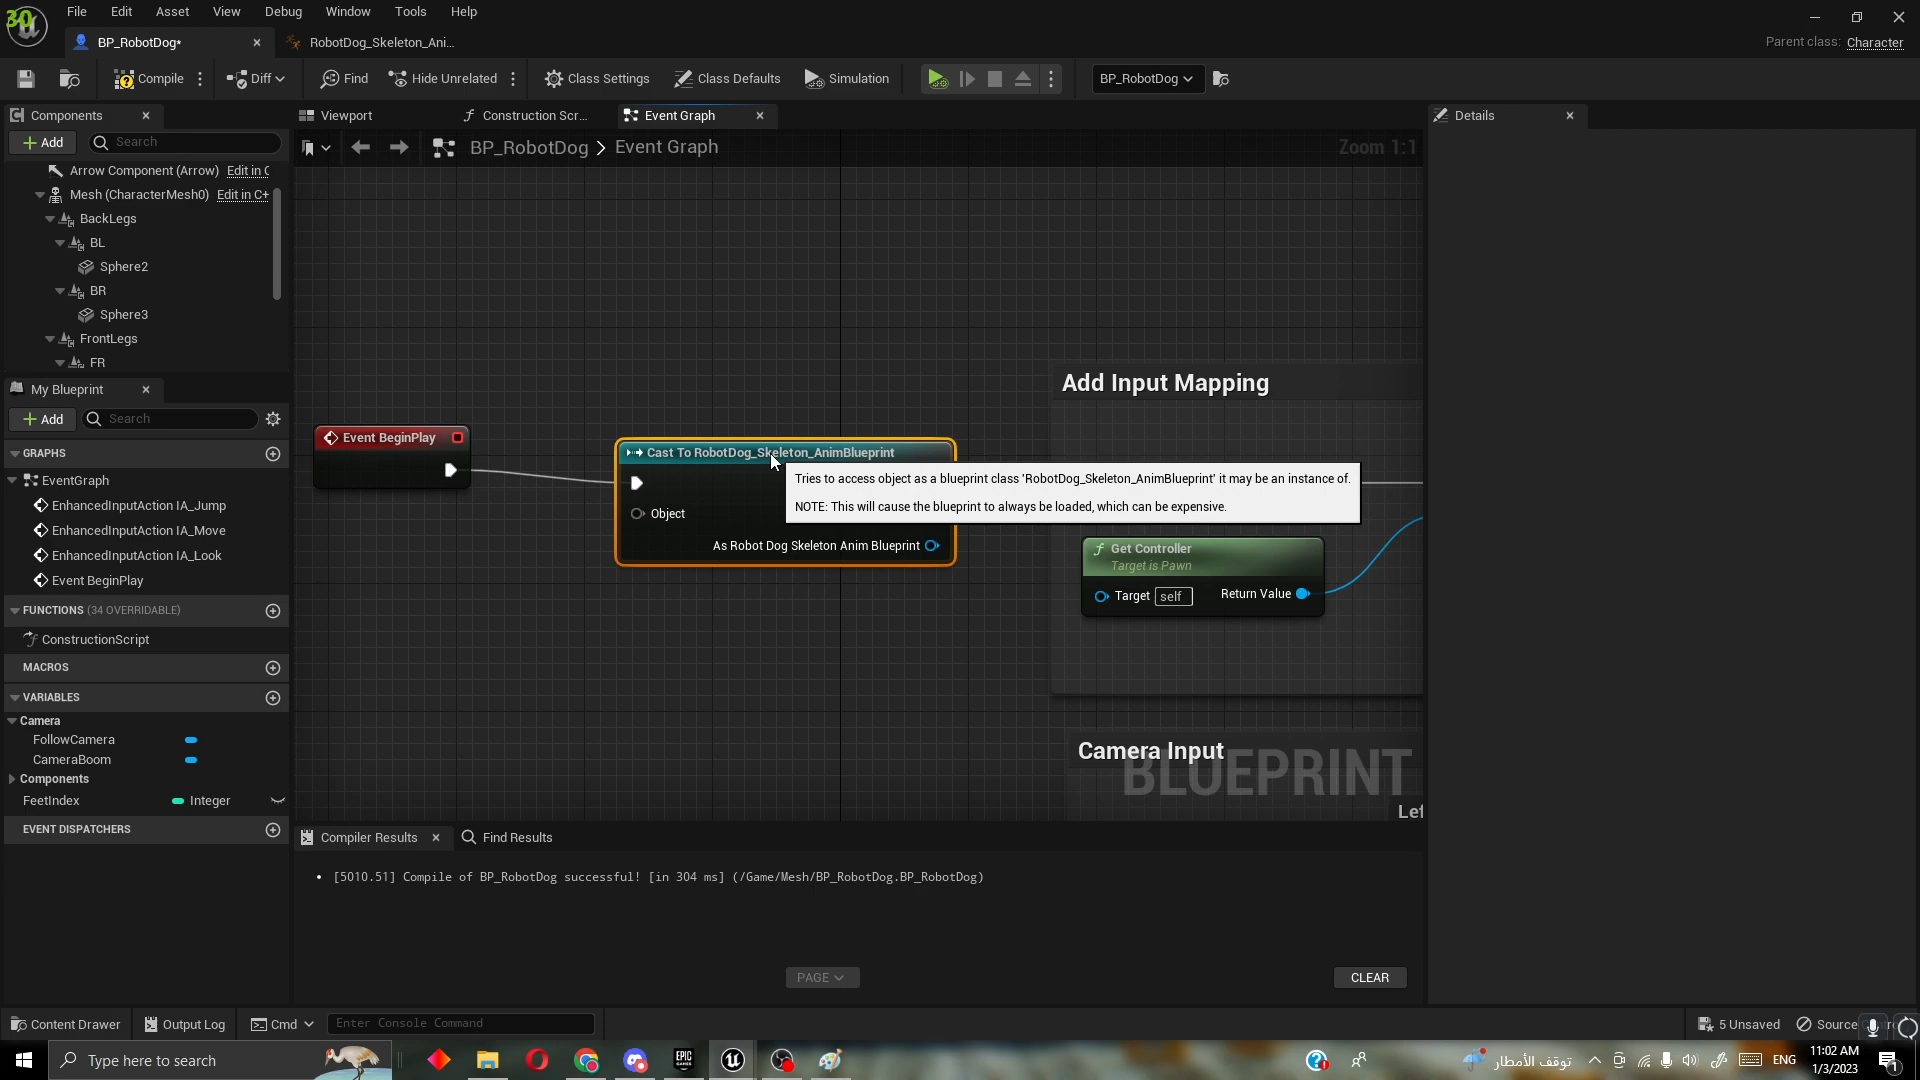 30
File Edit Asset View Debug Window Tools Help
BP_RobotDog*
RobotDog_Skeleton_Ani...
Parent class: Character
Compile
Diff
Find
Hide Unrelated
Class Settings
Class Defaults
Simulation
BP_RobotDog
Components
Viewport
Construction Scr...
Event Graph
Details
Add
Search
BP_RobotDog > Event Graph
Zoom 1:1
Arrow Component (Arrow) Edit in C
Mesh (CharacterMesh0) Edit in C+
BackLegs
BL
Sphere2
BR
Sphere3
FrontLegs
FR
My Blueprint
Add
Search
GRAPHS
EventGraph
EnhancedInputAction IA_Jump
EnhancedInputAction IA_Move
EnhancedInputAction IA_Look
Event BeginPlay
FUNCTIONS (34 OVERRIDABLE)
ConstructionScript
MACROS
VARIABLES
Camera
FollowCamera
CameraBoom
Components
FeetIndex Integer
EVENT DISPATCHERS
Add Input Mapping
Event BeginPlay
Cast To RobotDog_Skeleton_AnimBlueprint
Object
As Robot Dog Skeleton Anim Blueprint
Tries to access object as a blueprint class 'RobotDog_Skeleton_AnimBlueprint' it may be an instance of.
NOTE: This will cause the blueprint to always be loaded, which can be expensive.
Get Controller
Target is Pawn
Target self Return Value
Camera Input
BLUEPRINT
Lef
Compiler Results
Find Results
[5010.51] Compile of BP_RobotDog successful! [in 304 ms] (/Game/Mesh/BP_RobotDog.BP_RobotDog)
PAGE
CLEAR
Content Drawer
Output Log
Cmd
Enter Console Command
5 Unsaved
Source
Type here to search
EPIC GAMES
توقف الأمطار
ENG
11:02 AM
1/3/2023
1